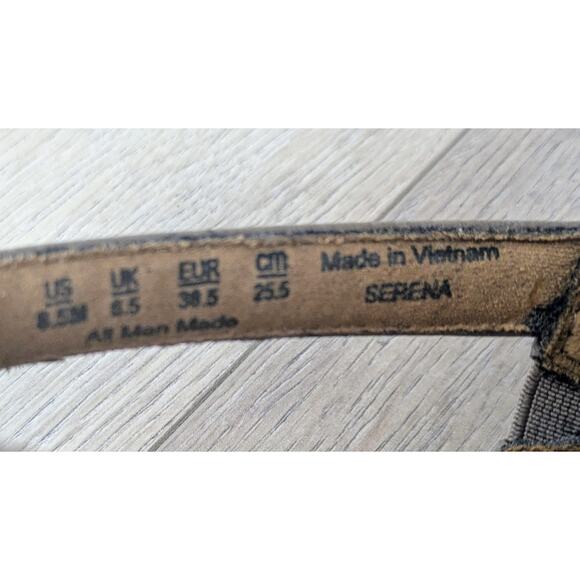 US UK EUR cm Made in Vietnam
8.5M 6.5 38.5 25.5 SERENA
All Man Made